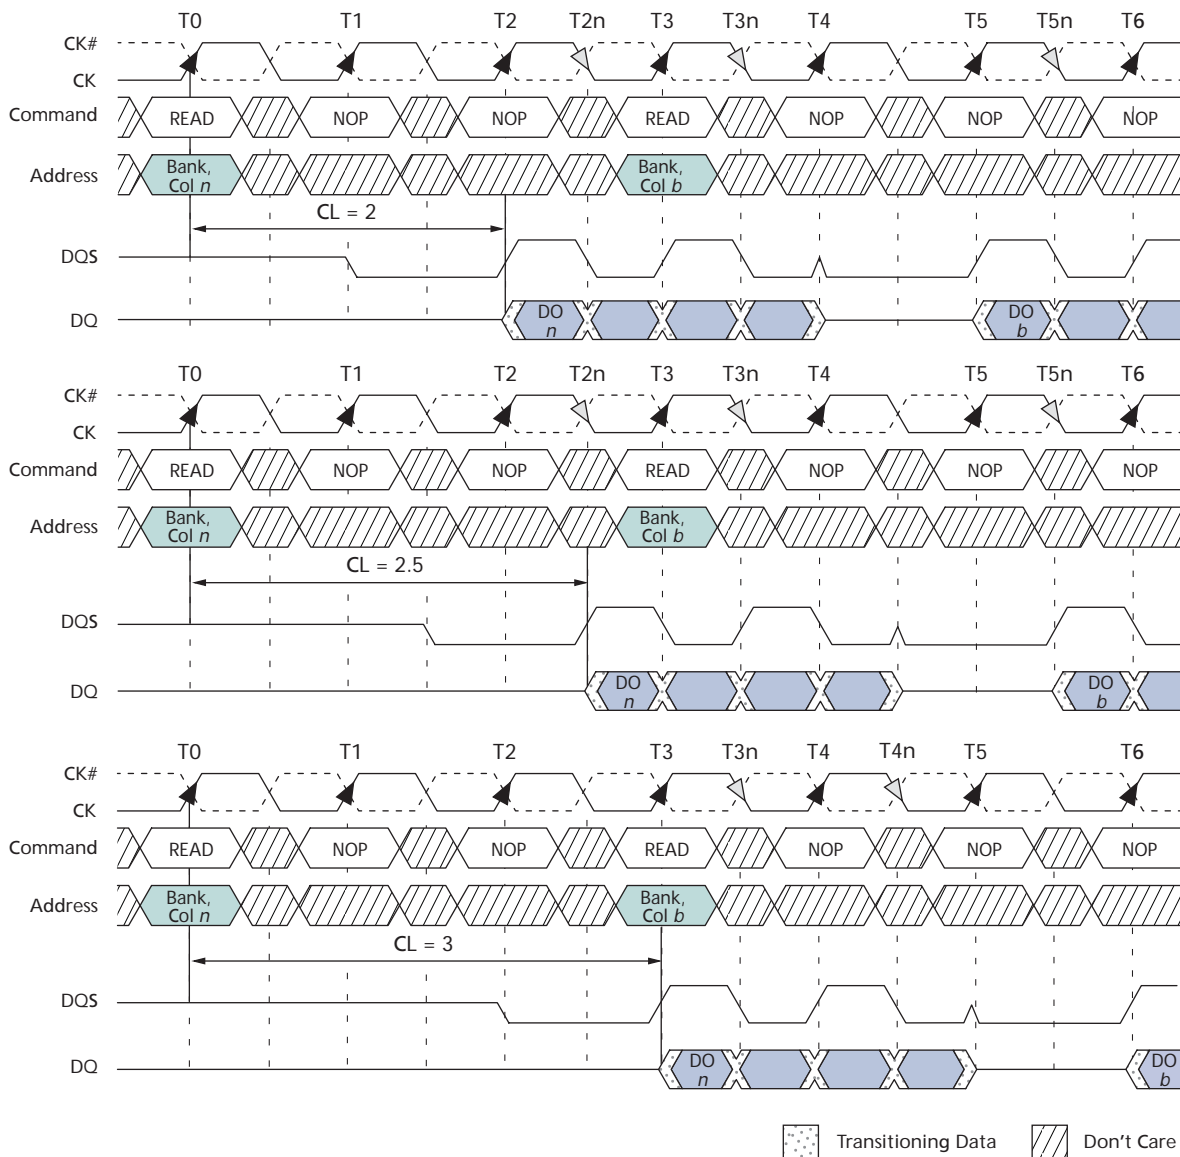 T0 T1 T2 T2n T3 T3n T4 T5 T5n T6
CK#
CK
Command READ NOP NOP READ NOP NOP NOP
Address Bank, Col n Bank, Col b
CL = 2
DQS
DQ DO n DO b
T0 T1 T2 T2n T3 T3n T4 T5 T5n T6
CK#
CK
Command READ NOP NOP READ NOP NOP NOP
Address Bank, Col n Bank, Col b
CL = 2.5
DQS
DQ DO n DO b
T0 T1 T2 T3 T3n T4 T4n T5 T6
CK#
CK
Command READ NOP NOP READ NOP NOP NOP
Address Bank, Col n Bank, Col b
CL = 3
DQS
DQ DO n DO b
Transitioning Data Don't Care